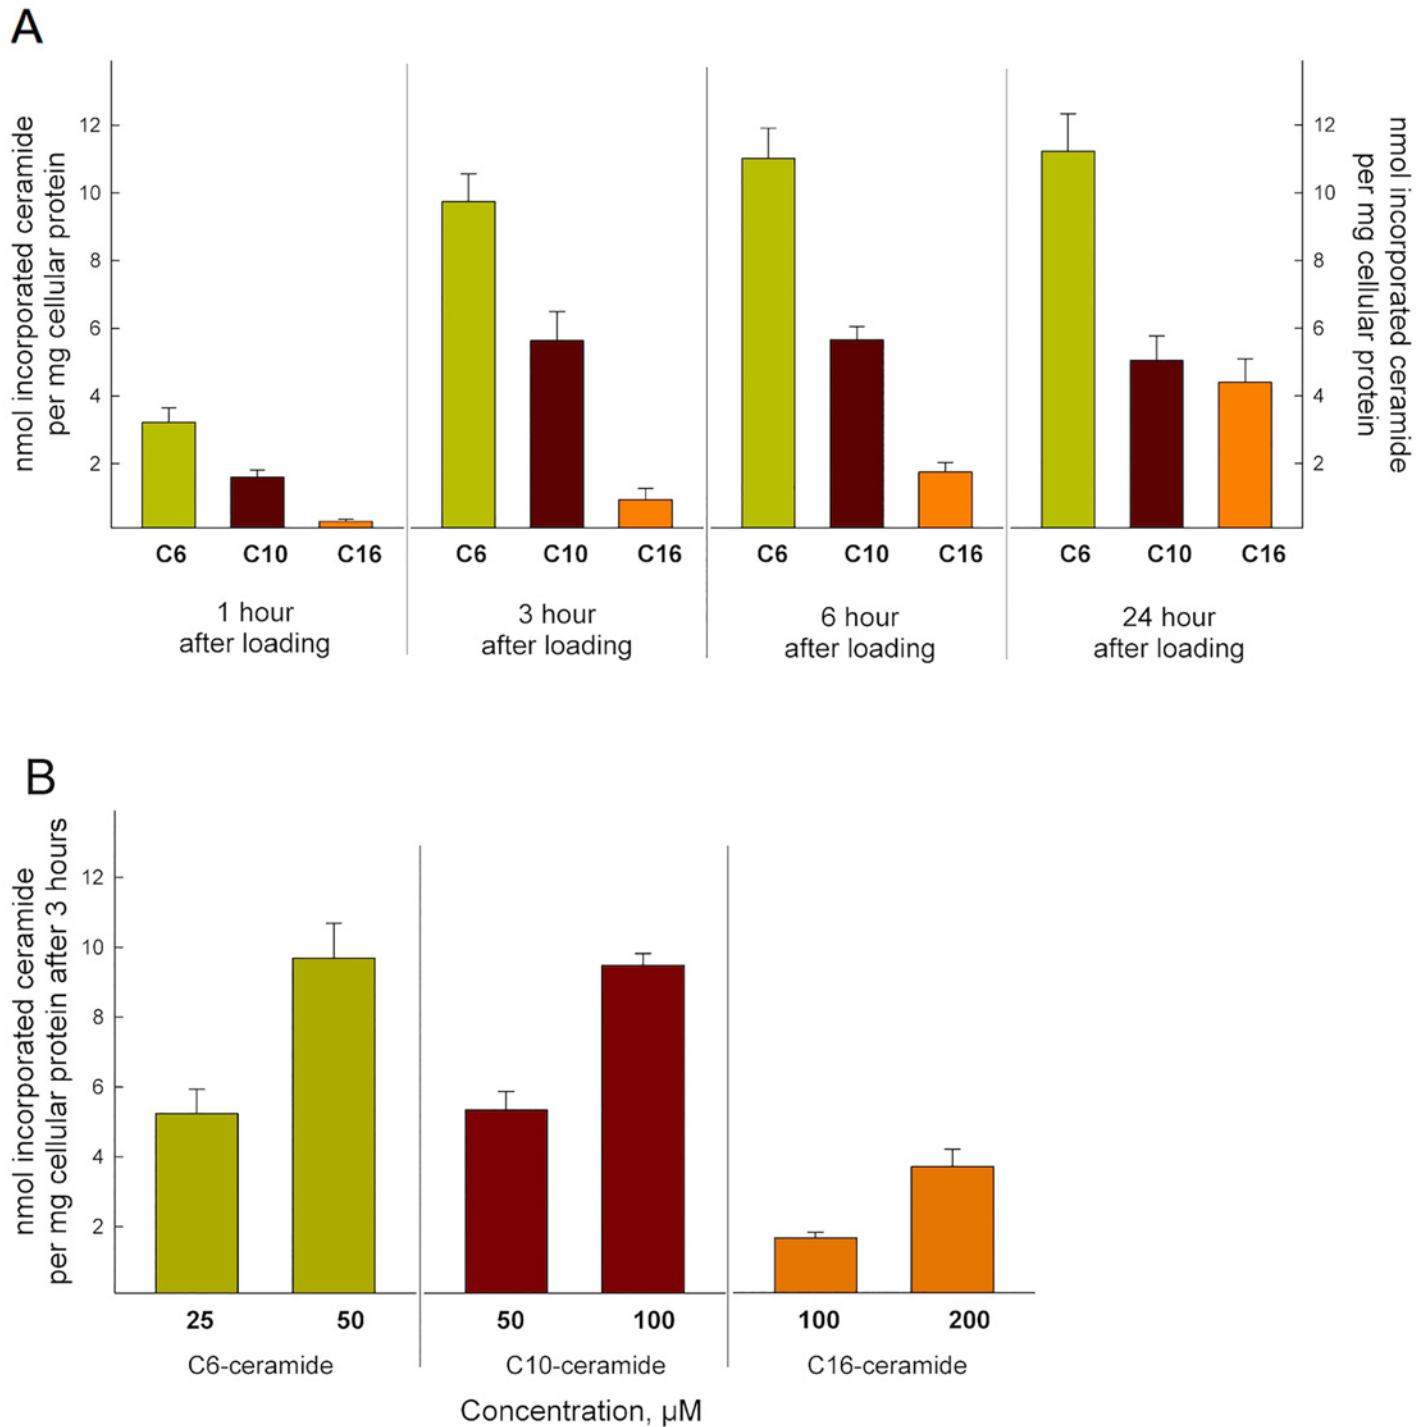 A
nmol incorporated ceramide
per mg cellular protein
12
10
8
6
4
2
12
10
8
6
4
2
nmol incorporated ceramide
per mg cellular protein
C6 C10 C16 C6 C10 C16 C6 C10 C16 C6 C10 C16
1 hour
after loading
3 hour
after loading
6 hour
after loading
24 hour
after loading
B
nmol incorporated ceramide
per mg cellular protein after 3 hours
12
10
8
6
4
2
25 50 50 100 100 200
C6-ceramide C10-ceramide C16-ceramide
Concentration, µM